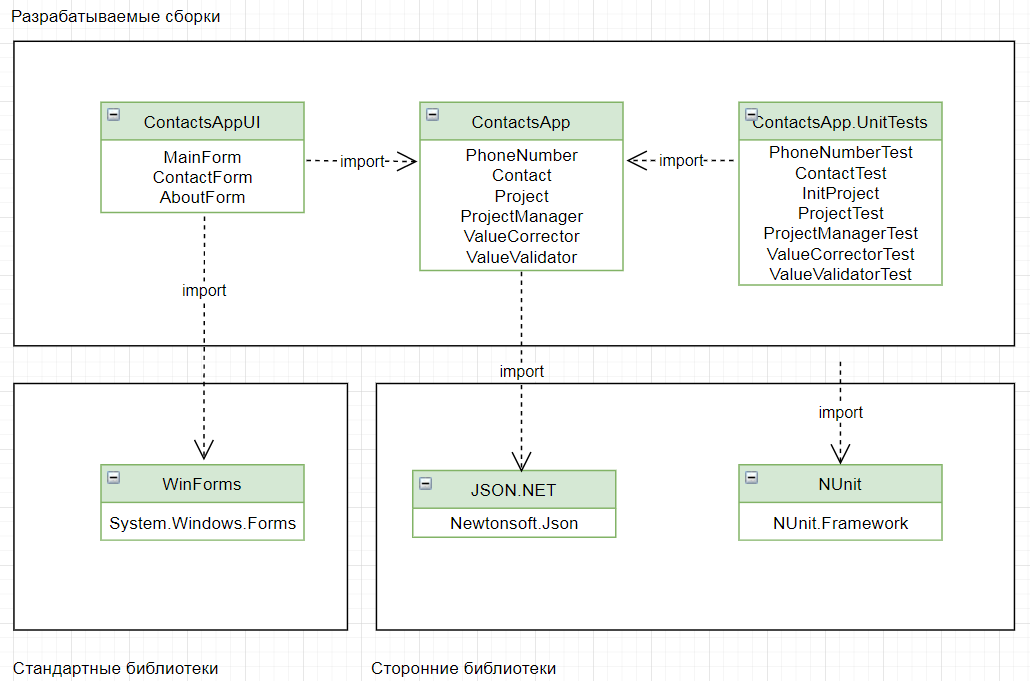 Разрабатываемые сборки
ContactsAppUI
MainForm
ContactForm
AboutForm
import
ContactsApp
PhoneNumber
Contact
Project
ProjectManager
ValueCorrector
ValueValidator
import
ContactsApp.UnitTests
PhoneNumberTest
ContactTest
InitProject
ProjectTest
ProjectManagerTest
ValueCorrectorTest
ValueValidatorTest
import
import
import
WinForms
System.Windows.Forms
JSON.NET
Newtonsoft.Json
NUnit
NUnit.Framework
Стандартные библиотеки
Сторонние библиотеки